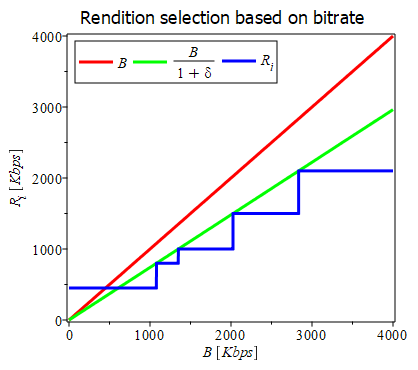 Rendition selection based on bitrate
B B/(1 + δ) R_i
4000
3000
2000
1000
0
R_i [Kbps]
0 1000 2000 3000 4000
B [Kbps]